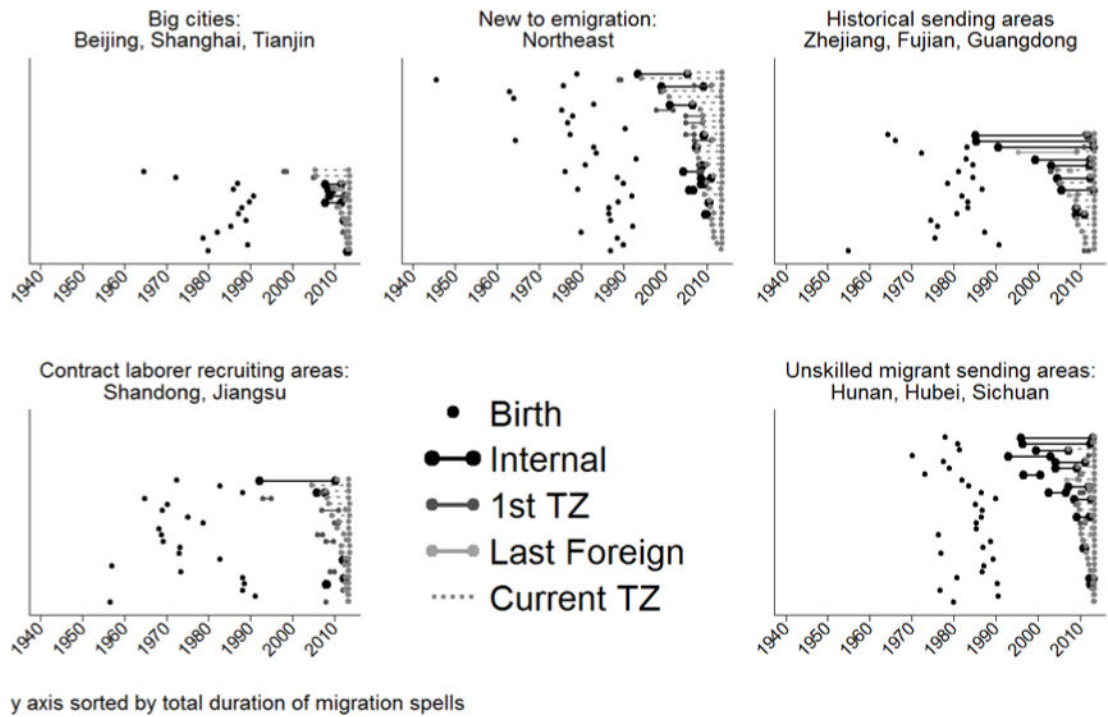 Big cities:
Beijing, Shanghai, Tianjin
1940 1950 1960 1970 1980 1990 2000 2010
New to emigration:
Northeast
1940 1950 1960 1970 1980 1990 2000 2010
Historical sending areas
Zhejiang, Fujian, Guangdong
1940 1950 1960 1970 1980 1990 2000 2010
Contract laborer recruiting areas:
Shandong, Jiangsu
1940 1950 1960 1970 1980 1990 2000 2010
Birth
Internal
1st TZ
Last Foreign
Current TZ
Unskilled migrant sending areas:
Hunan, Hubei, Sichuan
1940 1950 1960 1970 1980 1990 2000 2010
y axis sorted by total duration of migration spells